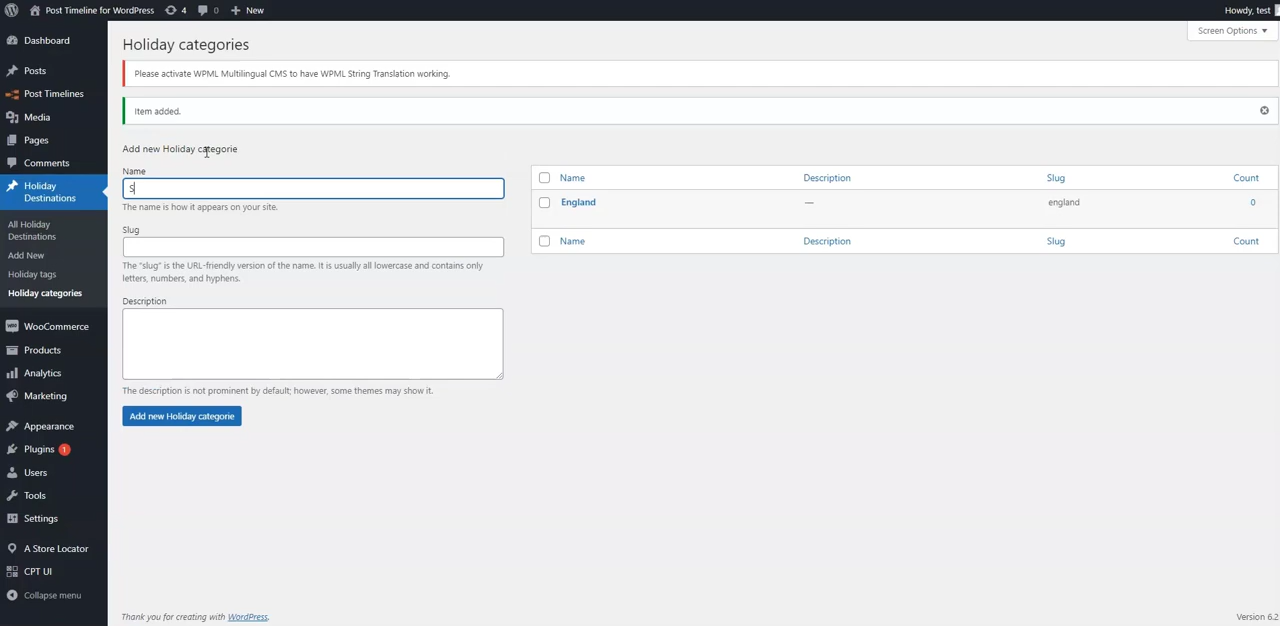 Post Timeline for WordPress 4 0 New Howdy, test
Screen Options
Dashboard
Posts
Post Timelines
Media
Pages
Comments
Holiday
Destinations
All Holiday
Destinations
Add New
Holiday tags
Holiday categories
WooCommerce
Products
Analytics
Marketing
Appearance
Plugins 1
Users
Tools
Settings
A Store Locator
CPT UI
Collapse menu
Holiday categories
Please activate WPML Multilingual CMS to have WPML String Translation working.
Item added.
Add new Holiday categorie
Name
S
The name is how it appears on your site.
Slug
The “slug” is the URL-friendly version of the name. It is usually all lowercase and contains only
letters, numbers, and hyphens.
Description
The description is not prominent by default; however, some themes may show it.
Add new Holiday categorie
Name Description Slug Count
England — england 0
Name Description Slug Count
Thank you for creating with WordPress. Version 6.2